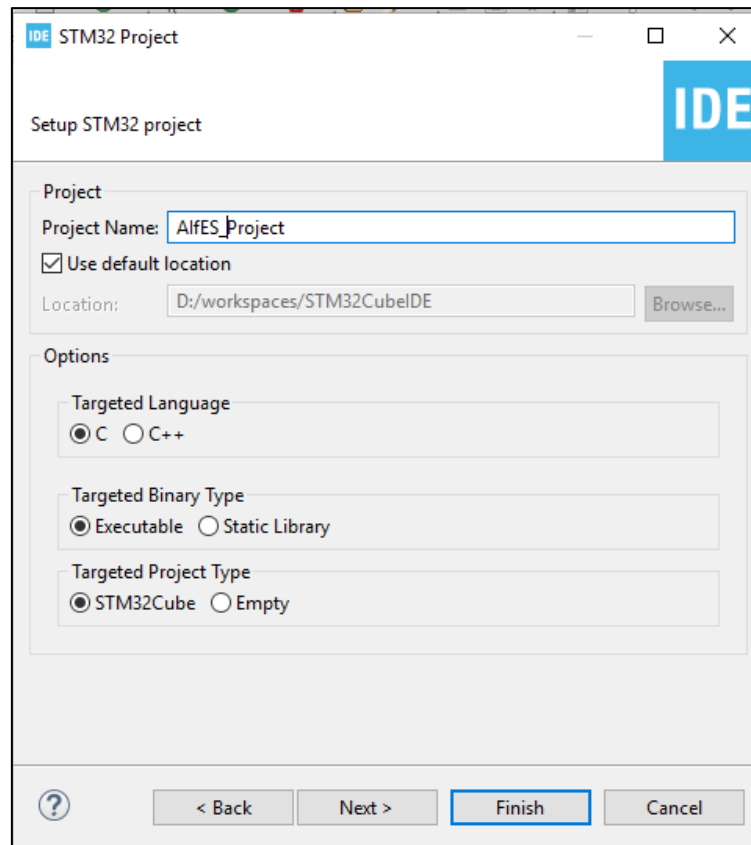 IDE STM32 Project
Setup STM32 project
IDE
Project
Project Name: AIfES_Project
Use default location
Location: D:/workspaces/STM32CubeIDE Browse...
Options
Targeted Language
C C++
Targeted Binary Type
Executable Static Library
Targeted Project Type
STM32Cube Empty
? < Back Next > Finish Cancel